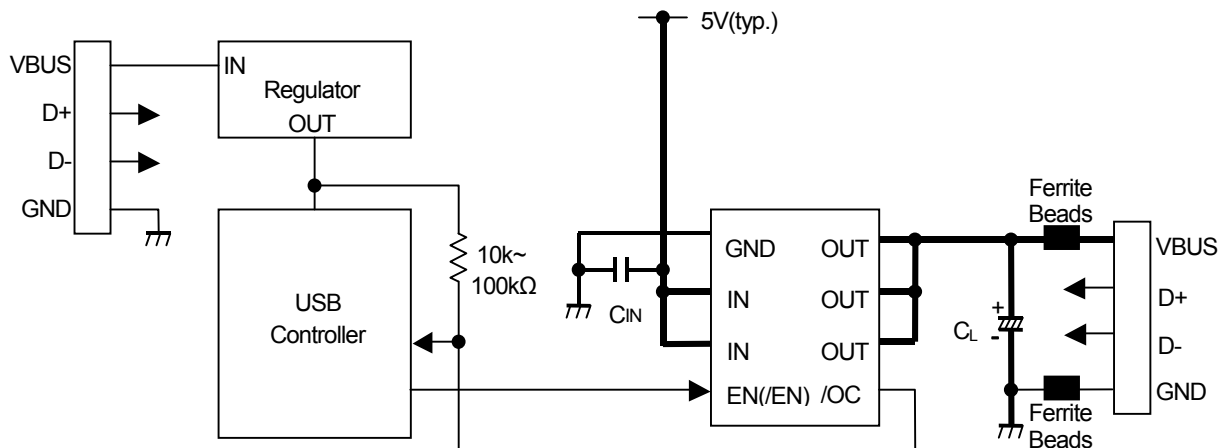 5V(typ.)
VBUS
D+
D-
GND
IN
Regulator
OUT
10k~
100kΩ
USB
Controller
CIN
GND OUT
IN OUT
IN OUT
EN(/EN) /OC
+
CL
-
Ferrite
Beads
VBUS
D+
D-
GND
Ferrite
Beads